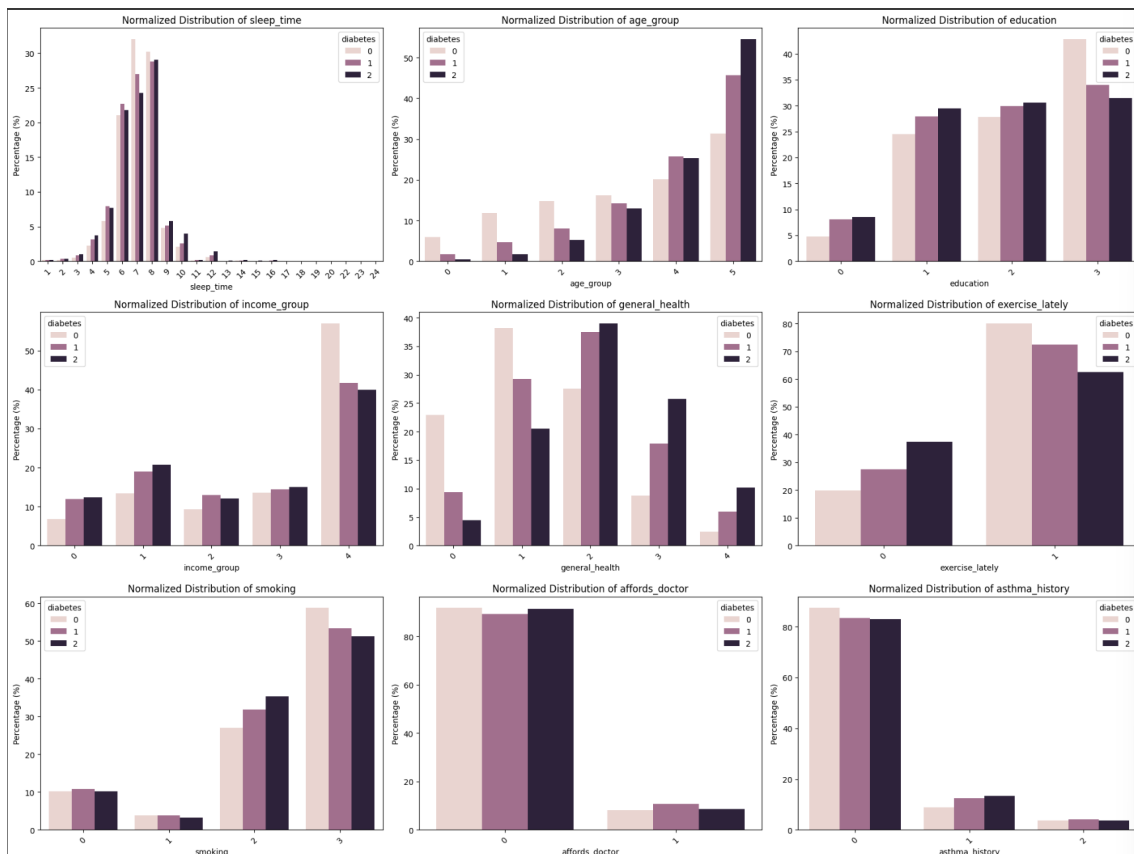 Normalized Distribution of sleep_time
Percentage (%)
30
25
20
15
10
5
0
diabetes
0
1
2
1 2 3 4 5 6 7 8 9 10 11 12 13 14 15 16 17 18 19 20 21 22 23 24
sleep_time
Normalized Distribution of age_group
Percentage (%)
50
40
30
20
10
0
diabetes
0
1
2
0 1 2 3 4 5
age_group
Normalized Distribution of education
Percentage (%)
40
35
30
25
20
15
10
5
0
diabetes
0
1
2
0 1 2 3
education
Normalized Distribution of income_group
Percentage (%)
50
40
30
20
10
0
diabetes
0
1
2
0 1 2 3 4
income_group
Normalized Distribution of general_health
Percentage (%)
40
35
30
25
20
15
10
5
0
diabetes
0
1
2
0 1 2 3 4
general_health
Normalized Distribution of exercise_lately
Percentage (%)
80
70
60
50
40
30
20
10
0
diabetes
0
1
2
0 1
exercise_lately
Normalized Distribution of smoking
Percentage (%)
60
50
40
30
20
10
0
diabetes
0
1
2
0 1 2 3
smoking
Normalized Distribution of affords_doctor
Percentage (%)
80
60
40
20
0
diabetes
0
1
2
0 1
affords_doctor
Normalized Distribution of asthma_history
Percentage (%)
80
60
40
20
0
diabetes
0
1
2
0 1 2
asthma_history